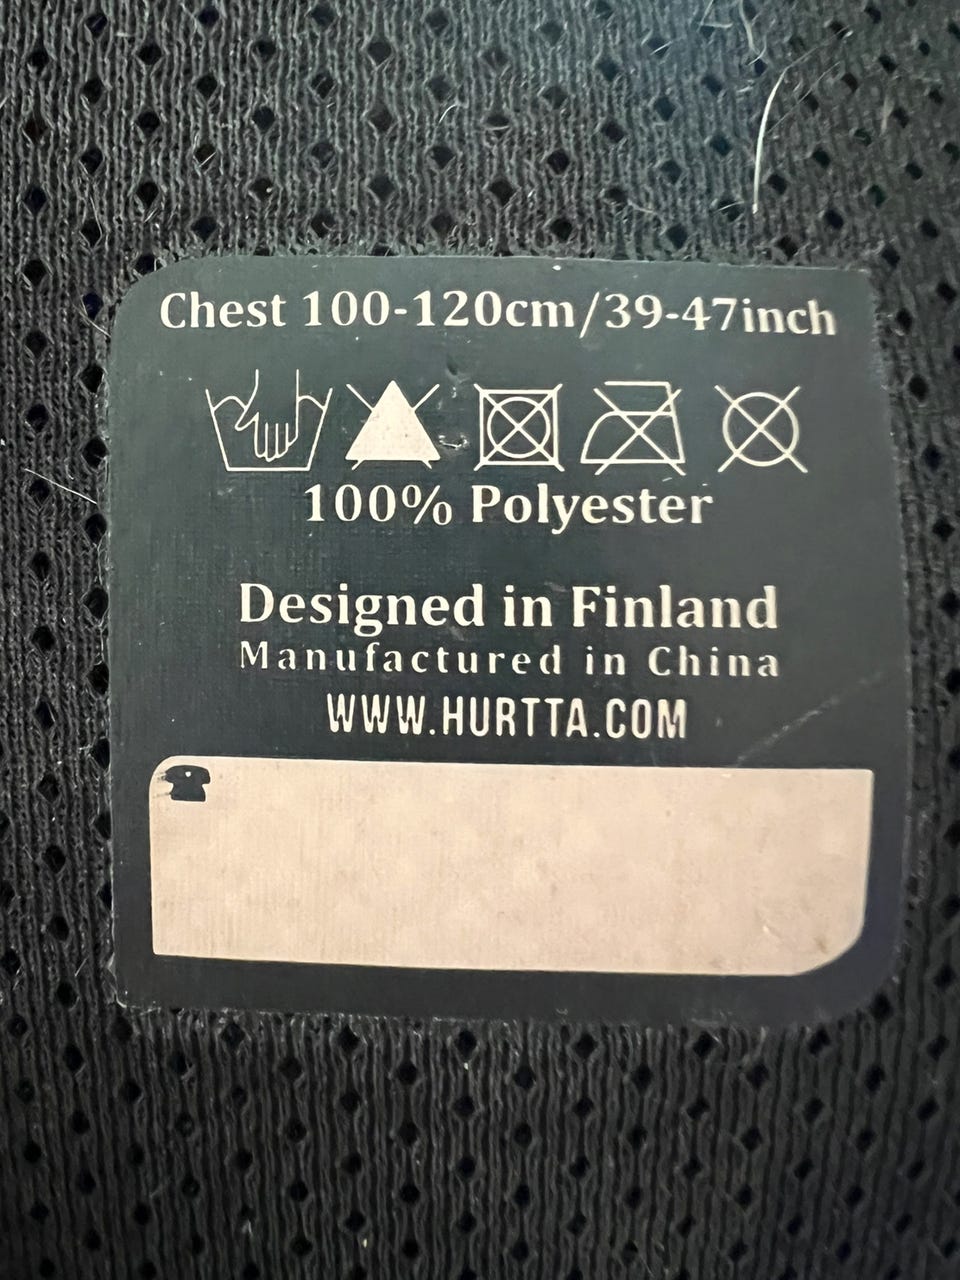 Chest 100-120cm/39-47inch
100% Polyester
Designed in Finland
Manufactured in China
WWW.HURTTA.COM